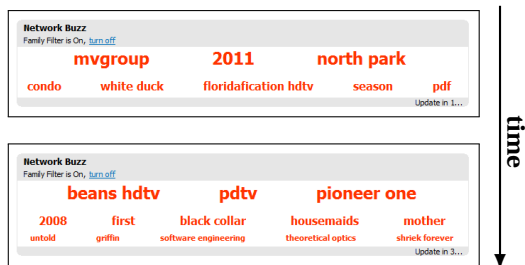 Network Buzz
Family Filter is On, turn off
mvgroup 2011 north park
condo white duck floridafication hdtv season pdf
Update in 1...
Network Buzz
Family Filter is On, turn off
beans hdtv pdtv pioneer one
2008 first black collar housemaids mother
untold griffin software engineering theoretical optics shriek forever
Update in 3...
time